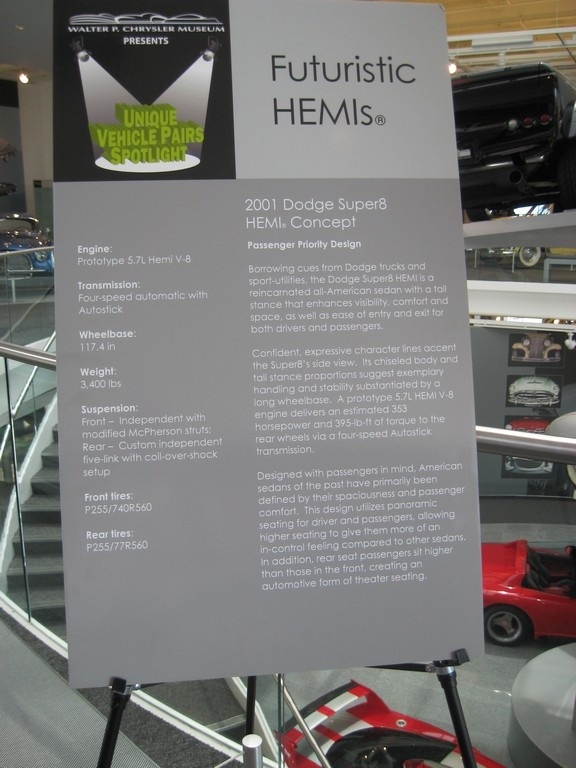 WALTER P. CHRYSLER MUSEUM
PRESENTS
UNIQUE
VEHICLE PAIRS
SPOTLIGHT
Futuristic
HEMIs®
2001 Dodge Super8
HEMI® Concept
Passenger Priority Design
Engine:
Prototype 5.7L Hemi V-8
Transmission:
Four-speed automatic with
Autostick
Wheelbase:
117.4 in
Weight:
3,400 lbs
Suspension:
Front – Independent with
modified McPherson struts;
Rear – Custom independent
five-link with coil-over-shock
setup
Front tires:
P255/740R560
Rear tires:
P255/77R560
Borrowing cues from Dodge trucks and
sport-utilities, the Dodge Super8 HEMI is a
reincarnated all-American sedan with a tall
stance that enhances visibility, comfort and
space, as well as ease of entry and exit for
both drivers and passengers.
Confident, expressive character lines accent
the Super8's side view. Its chiseled body and
tall stance proportions suggest exemplary
handling and stability substantiated by a
long wheelbase. A prototype 5.7L HEMI V-8
engine delivers an estimated 353
horsepower and 395-lb-ft of torque to the
rear wheels via a four-speed Autostick
transmission.
Designed with passengers in mind, American
sedans of the past have primarily been
defined by their spaciousness and passenger
comfort. This design utilizes panoramic
seating for driver and passengers, allowing
higher seating to give them more of an
in-control feeling compared to other sedans.
In addition, rear seat passengers sit higher
than those in the front, creating an
automotive form of theater seating.